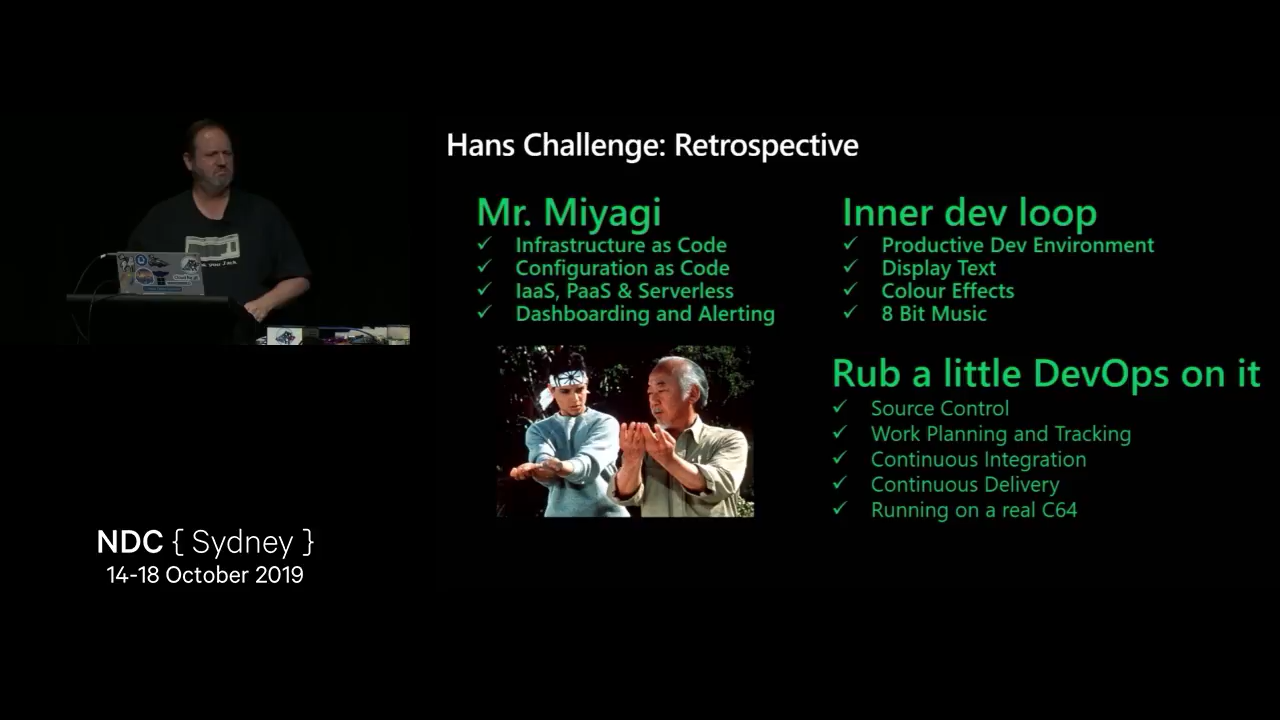 Hans Challenge: Retrospective
Mr. Miyagi
✓ Infrastructure as Code
✓ Configuration as Code
✓ IaaS, PaaS & Serverless
✓ Dashboarding and Alerting
Inner dev loop
✓ Productive Dev Environment
✓ Display Text
✓ Colour Effects
✓ 8 Bit Music
Rub a little DevOps on it
✓ Source Control
✓ Work Planning and Tracking
✓ Continuous Integration
✓ Continuous Delivery
✓ Running on a real C64
NDC { Sydney }
14-18 October 2019